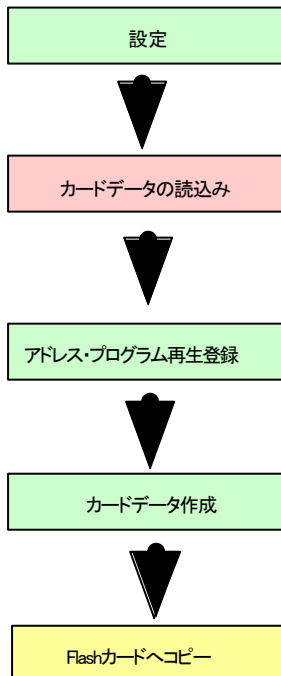 設定
カードデータの読込み
アドレス・プログラム再生登録
カードデータ作成
Flashカードへコピー